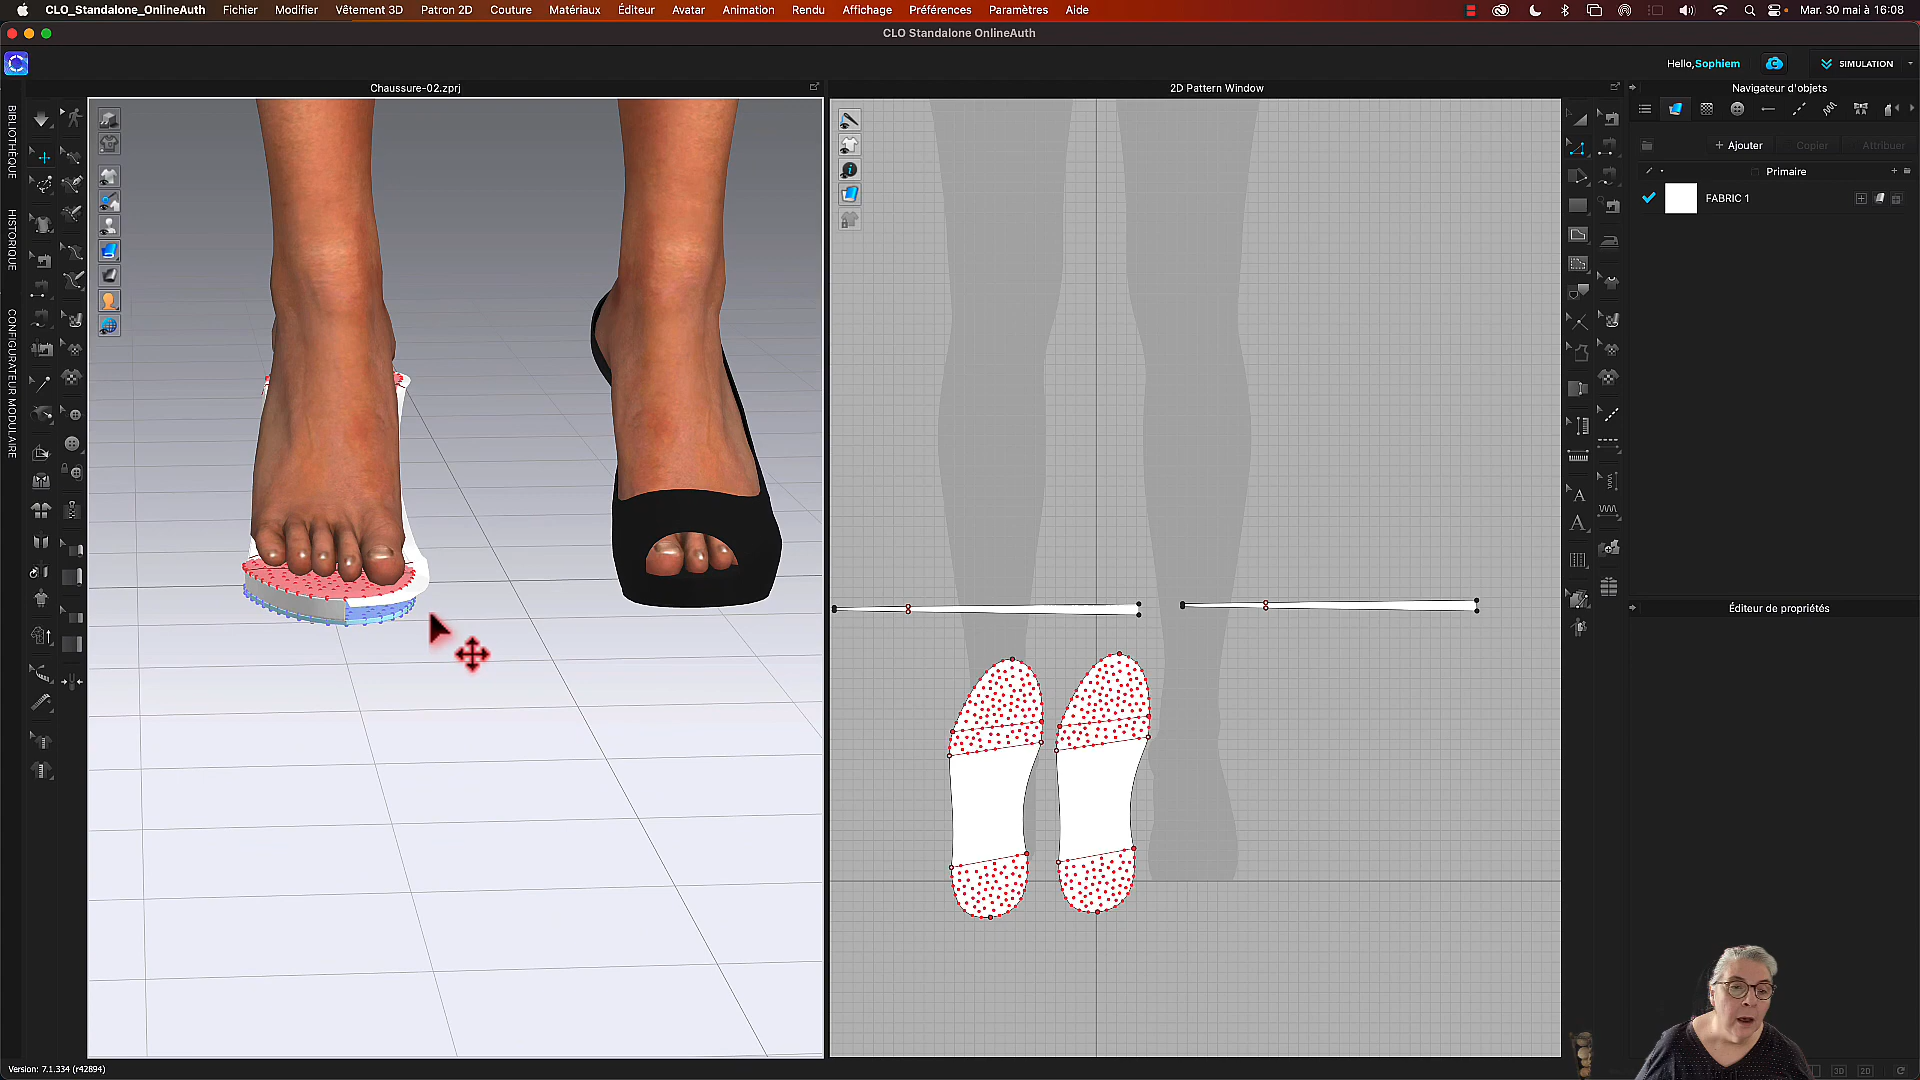 CLO_Standalone_OnlineAuth Fichier Modifier Vêtement 3D Patron 2D Couture Matériaux Éditeur Avatar Animation Rendu Affichage Préférences Paramètres Aide Mar. 30 mai à 16:08
CLO Standalone OnlineAuth
Hello,Sophiem SIMULATION
Chaussure-02.zprj 2D Pattern Window Navigateur d'objets
BIBLIOTHÈQUE
HISTORIQUE
CONFIGURATEUR MODULAIRE
+ Ajouter Copier Attribuer
Primaire
FABRIC 1
A
A
Éditeur de propriétés
Version: 7.1.334 (r42894)
3D 2D